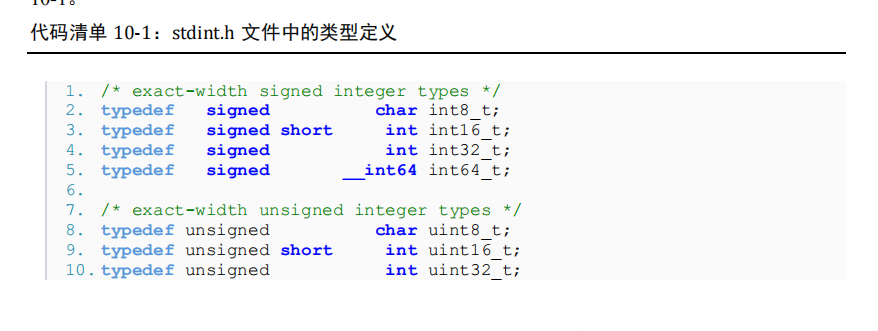 10-1。
代码清单 10-1：stdint.h 文件中的类型定义
1. /* exact-width signed integer types */
2. typedef   signed          char int8_t;
3. typedef   signed short     int int16_t;
4. typedef   signed           int int32_t;
5. typedef   signed       __int64 int64_t;
6.
7. /* exact-width unsigned integer types */
8. typedef unsigned          char uint8_t;
9. typedef unsigned short     int uint16_t;
10. typedef unsigned           int uint32_t;